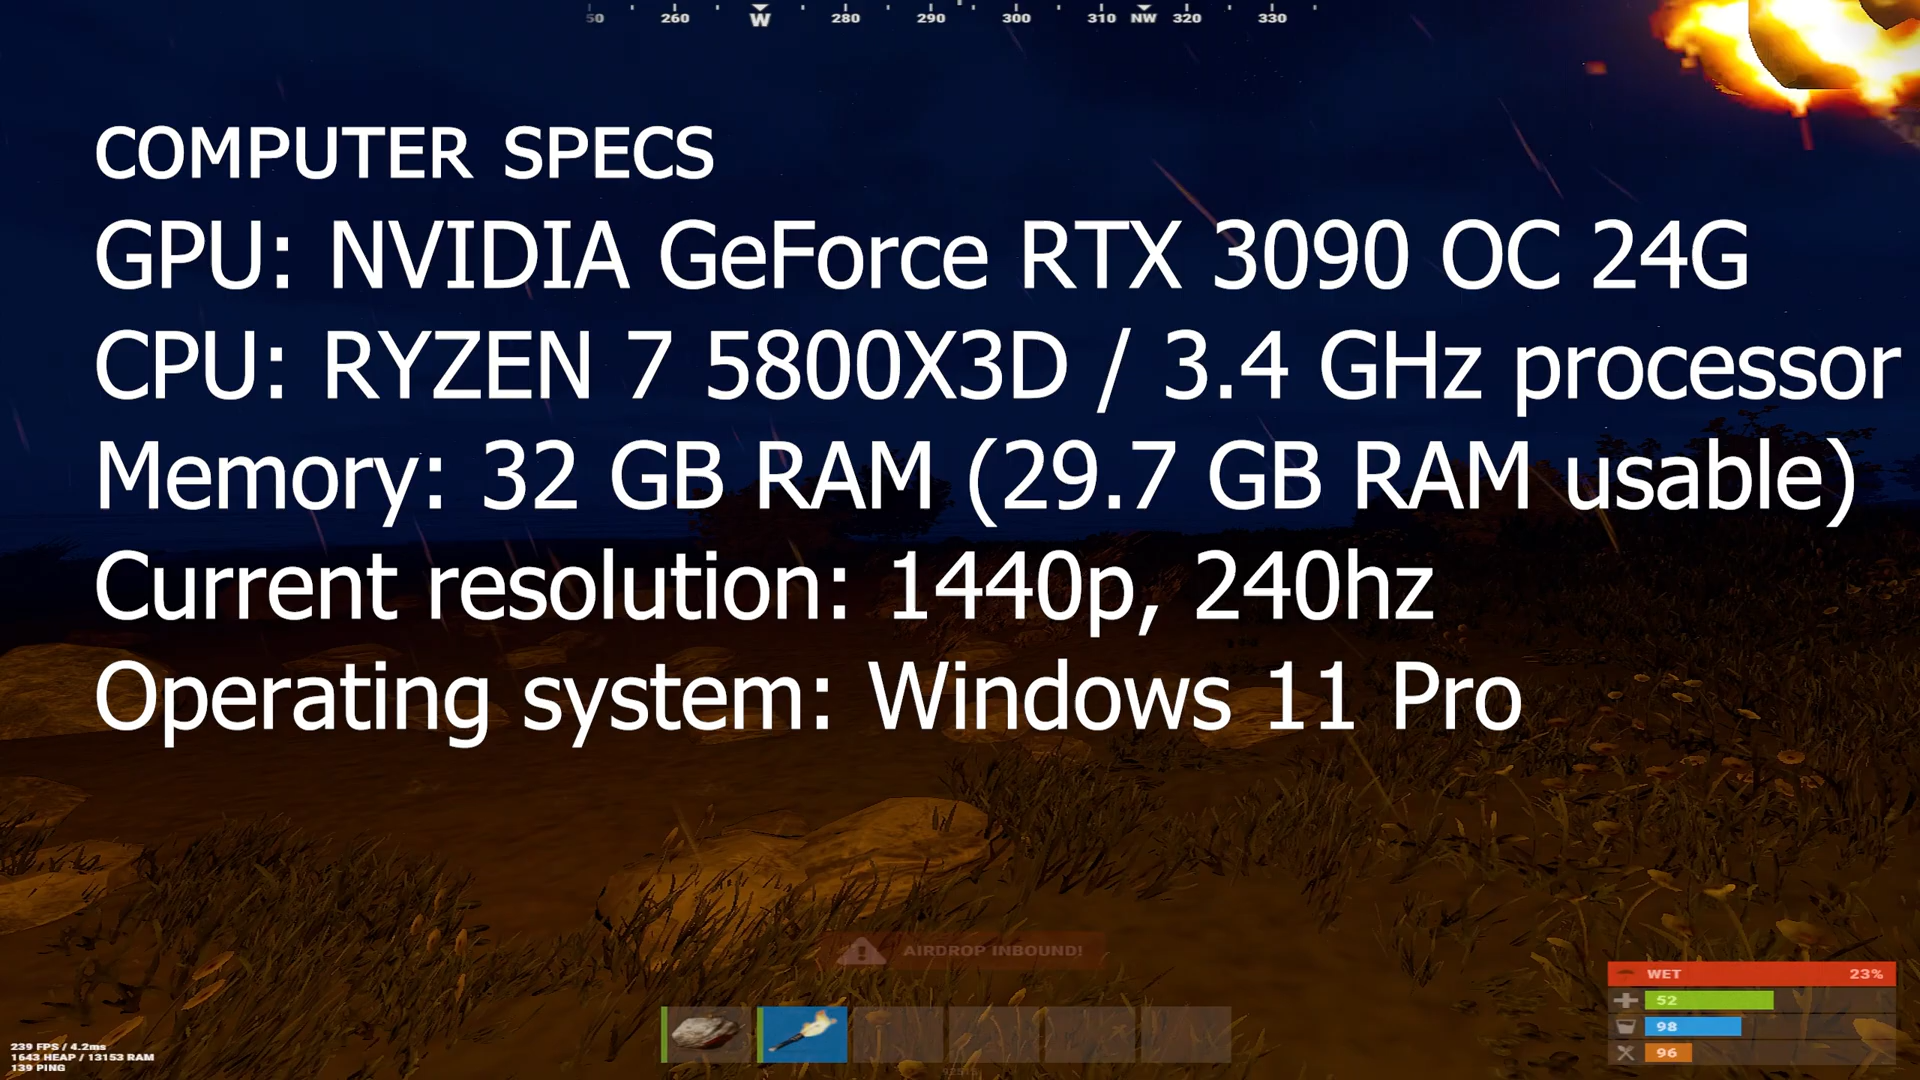 50 260 W 280 290 300 310 NW 320 330
COMPUTER SPECS
GPU: NVIDIA GeForce RTX 3090 OC 24G
CPU: RYZEN 7 5800X3D / 3.4 GHz processor
Memory: 32 GB RAM (29.7 GB RAM usable)
Current resolution: 1440p, 240hz
Operating system: Windows 11 Pro
AIRDROP INBOUND!
WET 23%
52
98
96
239 FPS / 4.2ms
1643 HEAP / 13153 RAM
139 PING